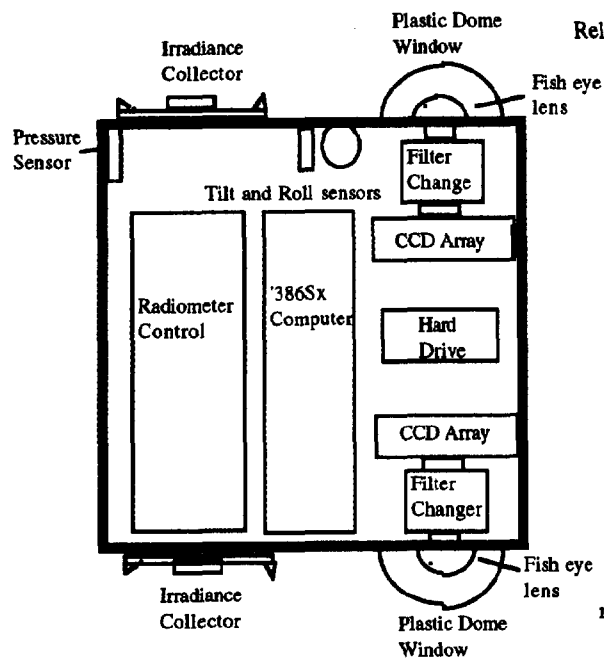 Plastic Dome
Window
Rel
Irradiance
Collector
Fish eye
lens
Pressure
Sensor
Filter
Change
Tilt and Roll sensors
CCD Array
Radiometer
Control
'386Sx
Computer
Hard
Drive
CCD Array
Filter
Changer
Irradiance
Collector
Fish eye
lens
Plastic Dome
Window